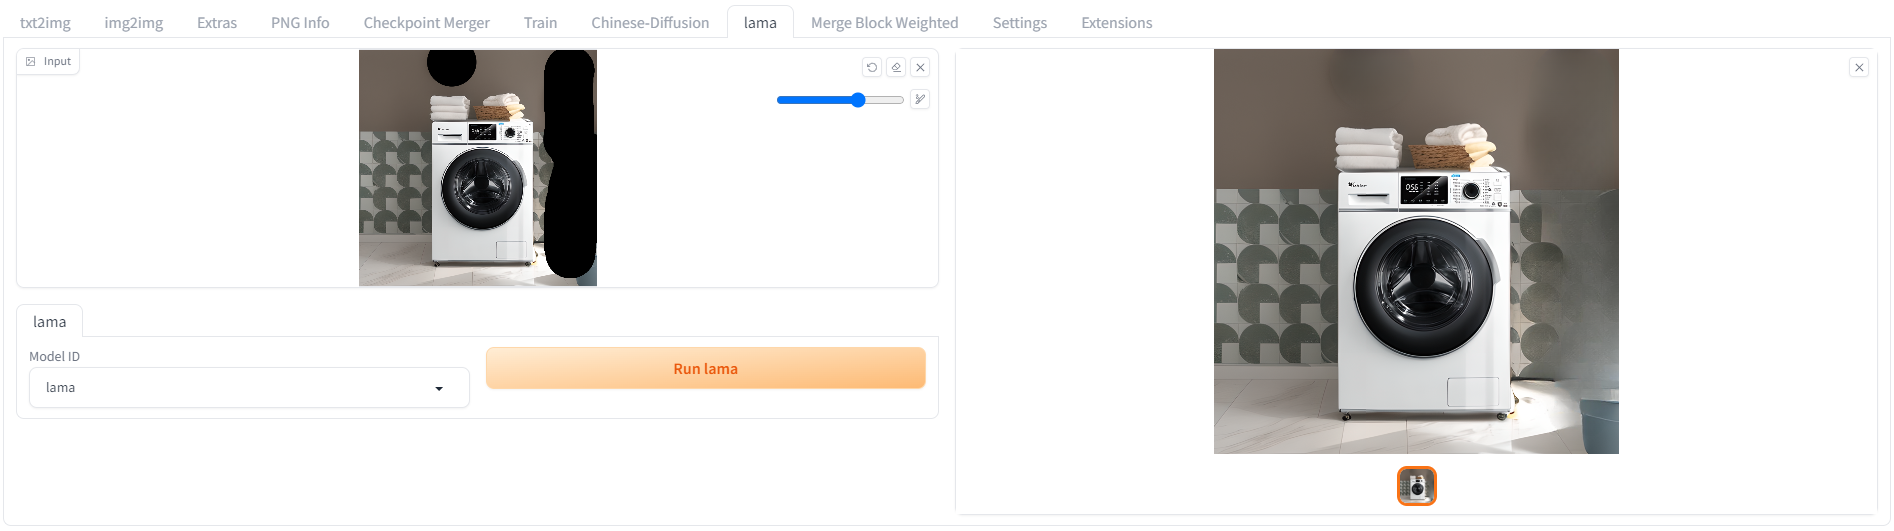 txt2img img2img Extras PNG Info Checkpoint Merger Train Chinese-Diffusion lama Merge Block Weighted Settings Extensions
Input
lama
Model ID
lama
Run lama
056